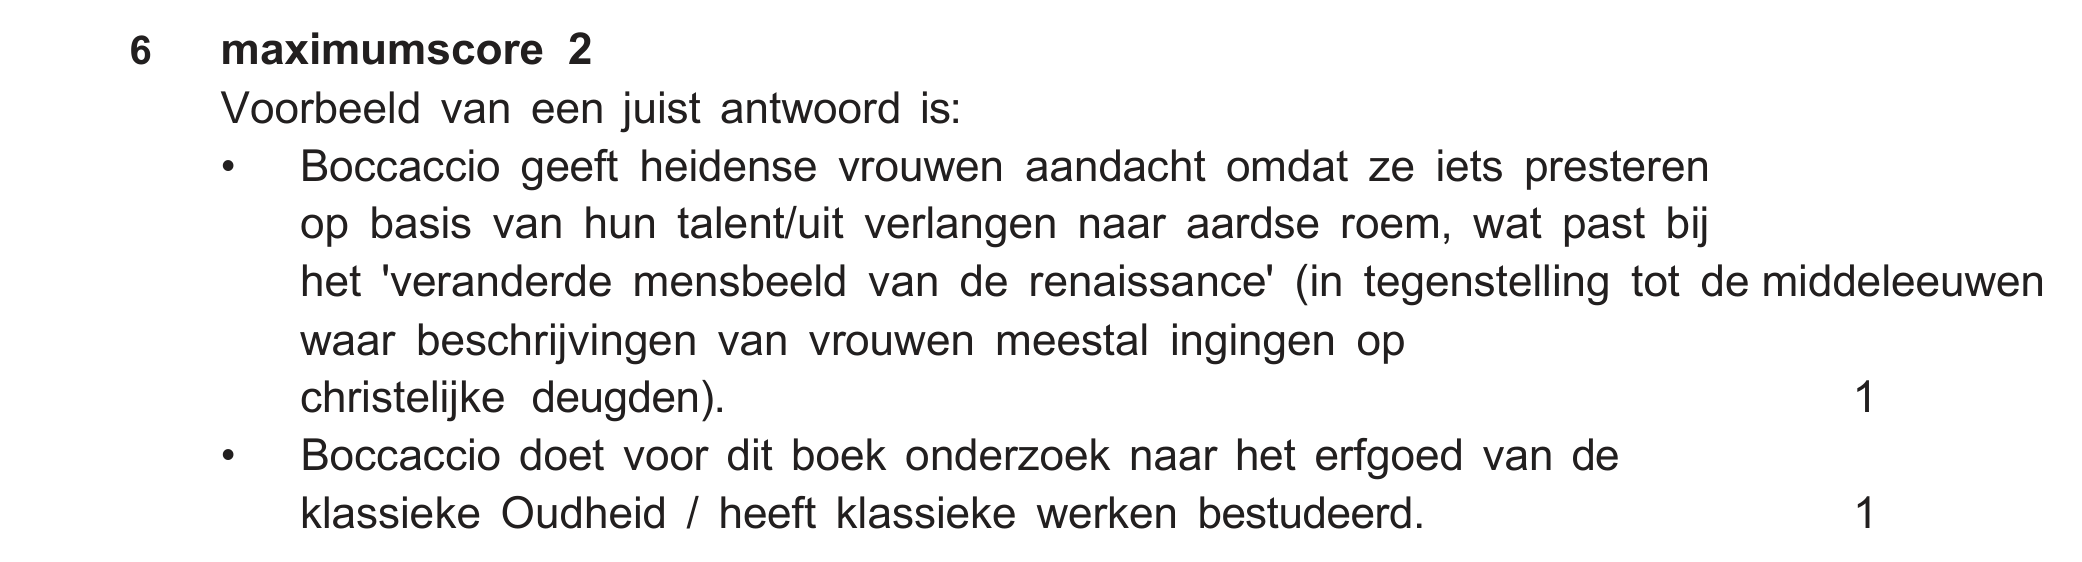 6 maximumscore 2
Voorbeeld van een juist antwoord is:
• Boccaccio geeft heidense vrouwen aandacht omdat ze iets presteren
op basis van hun talent/uit verlangen naar aardse roem, wat past bij
het 'veranderde mensbeeld van de renaissance' (in tegenstelling tot de middeleeuwen
waar beschrijvingen van vrouwen meestal ingingen op
christelijke deugden). 1
• Boccaccio doet voor dit boek onderzoek naar het erfgoed van de
klassieke Oudheid / heeft klassieke werken bestudeerd. 1